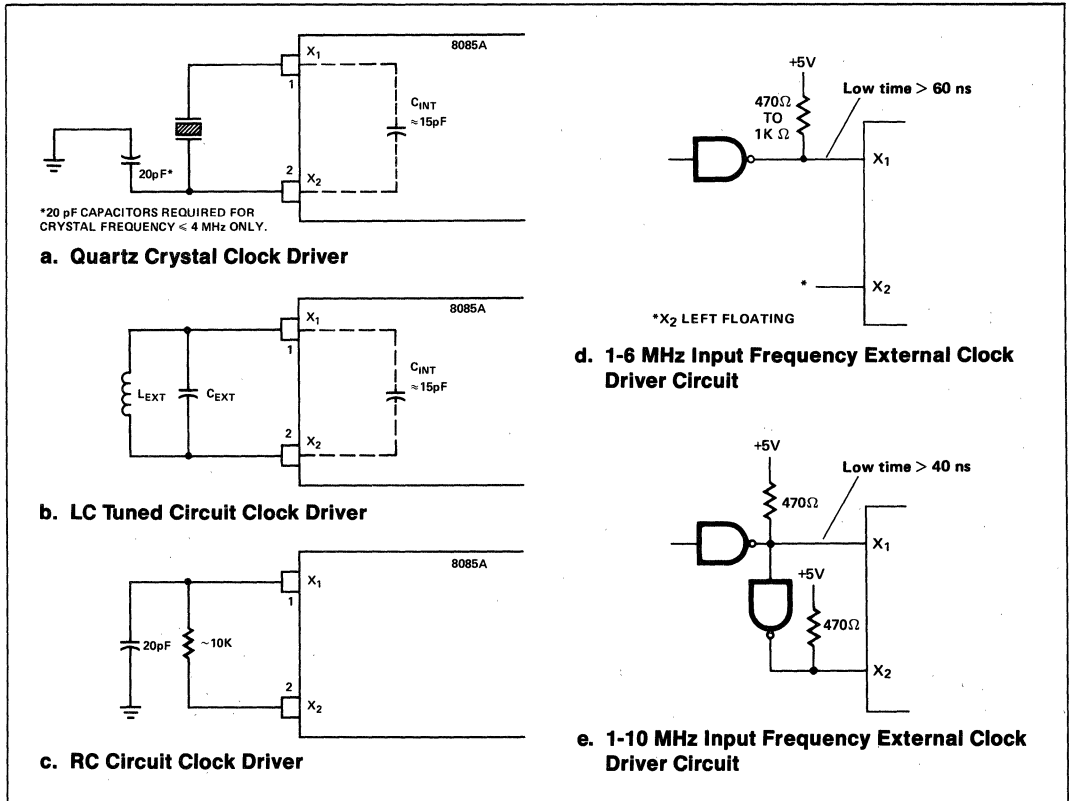 8085A
X1
1
CINT
≈15pF
20pF*
2
X2
*20 pF CAPACITORS REQUIRED FOR
CRYSTAL FREQUENCY ⩽ 4 MHz ONLY.
a. Quartz Crystal Clock Driver
8085A
X1
1
CINT
≈15pF
LEXT
CEXT
2
X2
b. LC Tuned Circuit Clock Driver
8085A
X1
1
20pF
~10K
2
X2
c. RC Circuit Clock Driver
+5V
Low time > 60 ns
470Ω
TO
1K Ω
X1
*
X2
*X2 LEFT FLOATING
d. 1-6 MHz Input Frequency External Clock
Driver Circuit
+5V
Low time > 40 ns
470Ω
X1
+5V
470Ω
X2
e. 1-10 MHz Input Frequency External Clock
Driver Circuit